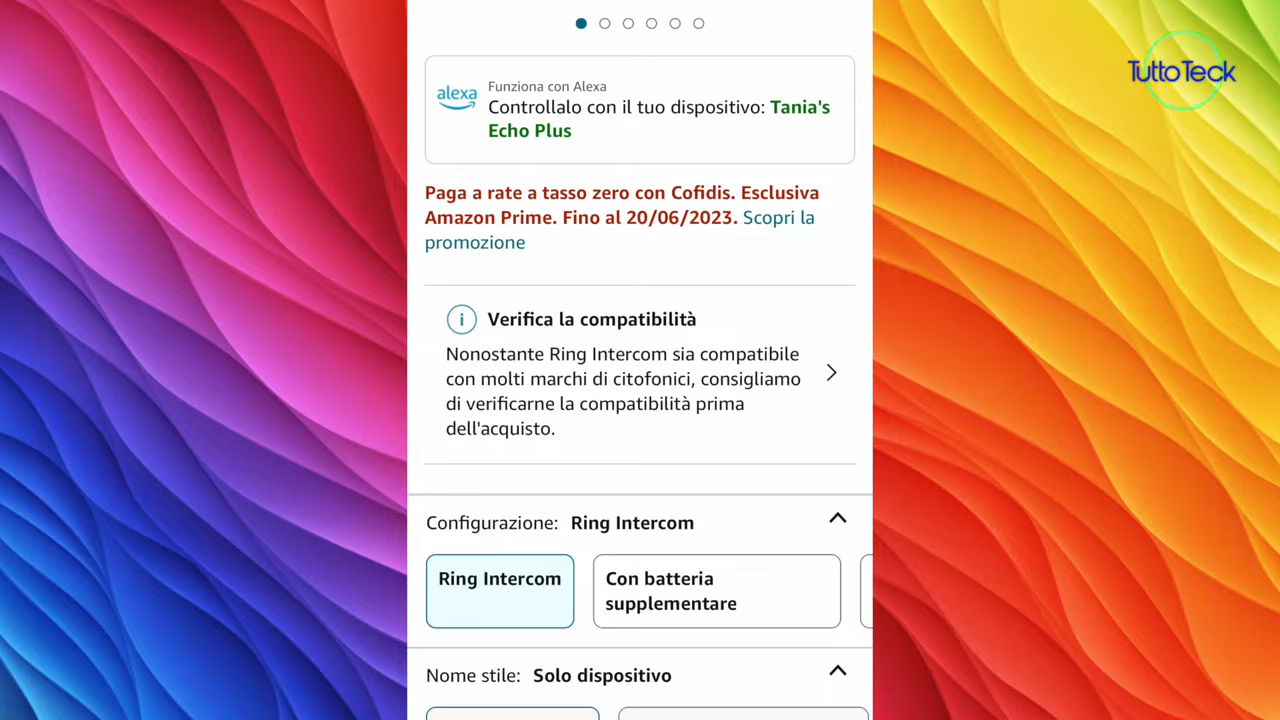 TuttoTeck
alexa
Funziona con Alexa
Controllalo con il tuo dispositivo: Tania's
Echo Plus
Paga a rate a tasso zero con Cofidis. Esclusiva
Amazon Prime. Fino al 20/06/2023. Scopri la
promozione
i
Verifica la compatibilità
Nonostante Ring Intercom sia compatibile
con molti marchi di citofonici, consigliamo
di verificarne la compatibilità prima
dell'acquisto.
Configurazione: Ring Intercom
Ring Intercom
Con batteria
supplementare
Nome stile: Solo dispositivo